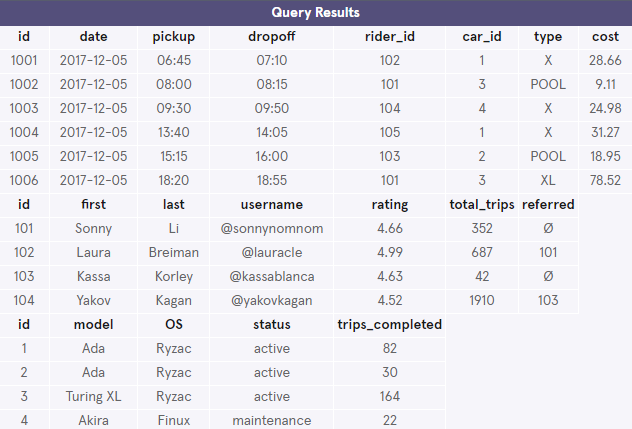 Query Results
id date pickup dropoff rider_id car_id type cost
1001 2017-12-05 06:45 07:10 102 1 X 28.66
1002 2017-12-05 08:00 08:15 101 3 POOL 9.11
1003 2017-12-05 09:30 09:50 104 4 X 24.98
1004 2017-12-05 13:40 14:05 105 1 X 31.27
1005 2017-12-05 15:15 16:00 103 2 POOL 18.95
1006 2017-12-05 18:20 18:55 101 3 XL 78.52
id first last username rating total_trips referred
101 Sonny Li @sonnynomnom 4.66 352 Ø
102 Laura Breiman @lauracle 4.99 687 101
103 Kassa Korley @kassablanca 4.63 42 Ø
104 Yakov Kagan @yakovkagan 4.52 1910 103
id model OS status trips_completed
1 Ada Ryzac active 82
2 Ada Ryzac active 30
3 Turing XL Ryzac active 164
4 Akira Finux maintenance 22